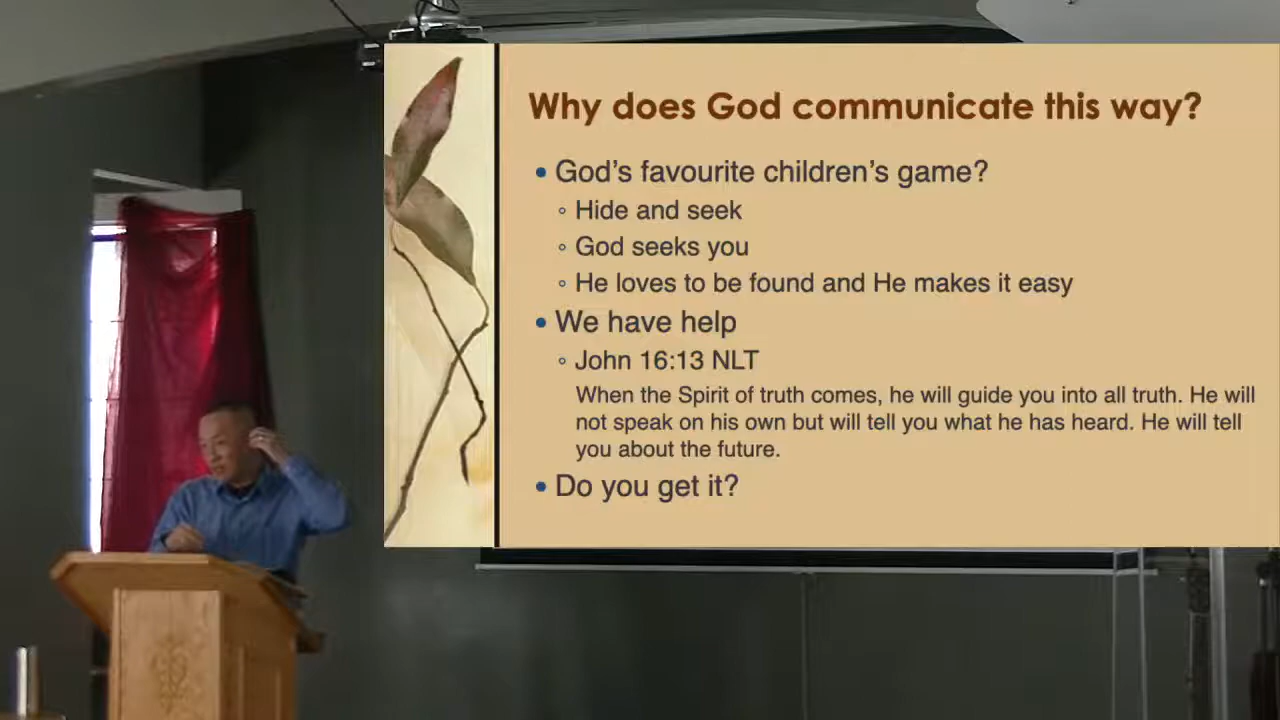 Why does God communicate this way?
• God's favourite children's game?
◦ Hide and seek
◦ God seeks you
◦ He loves to be found and He makes it easy
• We have help
◦ John 16:13 NLT
When the Spirit of truth comes, he will guide you into all truth. He will
not speak on his own but will tell you what he has heard. He will tell
you about the future.
• Do you get it?